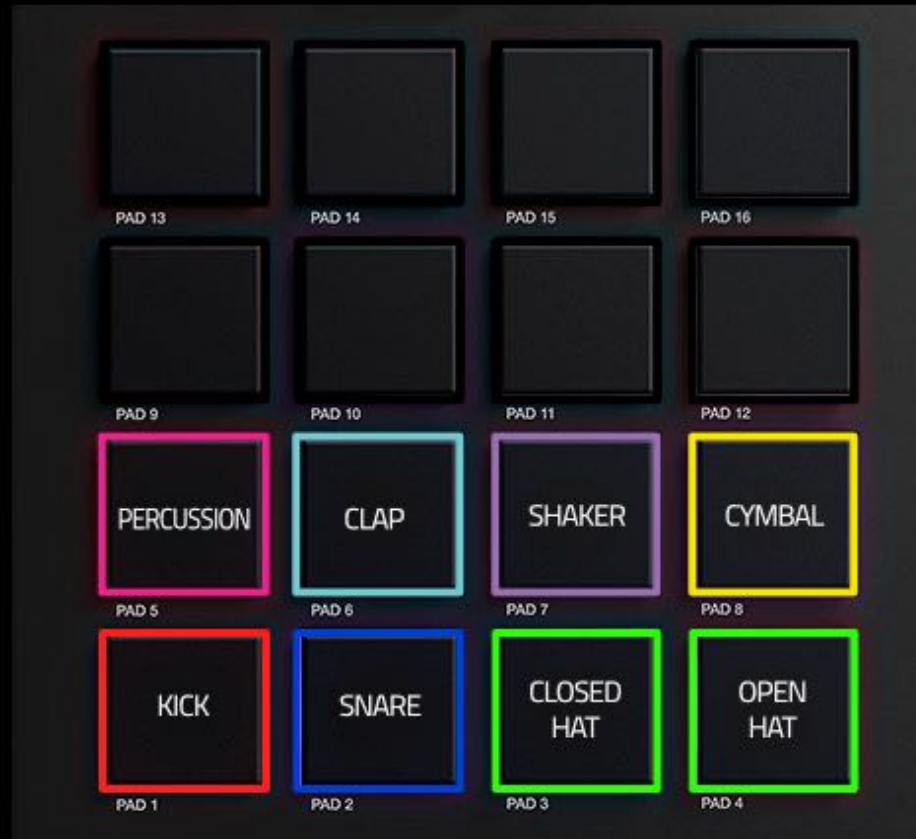 PAD 13
PAD 14
PAD 15
PAD 16
PAD 9
PAD 10
PAD 11
PAD 12
PERCUSSION
CLAP
SHAKER
CYMBAL
PAD 5
PAD 6
PAD 7
PAD 8
KICK
SNARE
CLOSED
HAT
OPEN
HAT
PAD 1
PAD 2
PAD 3
PAD 4